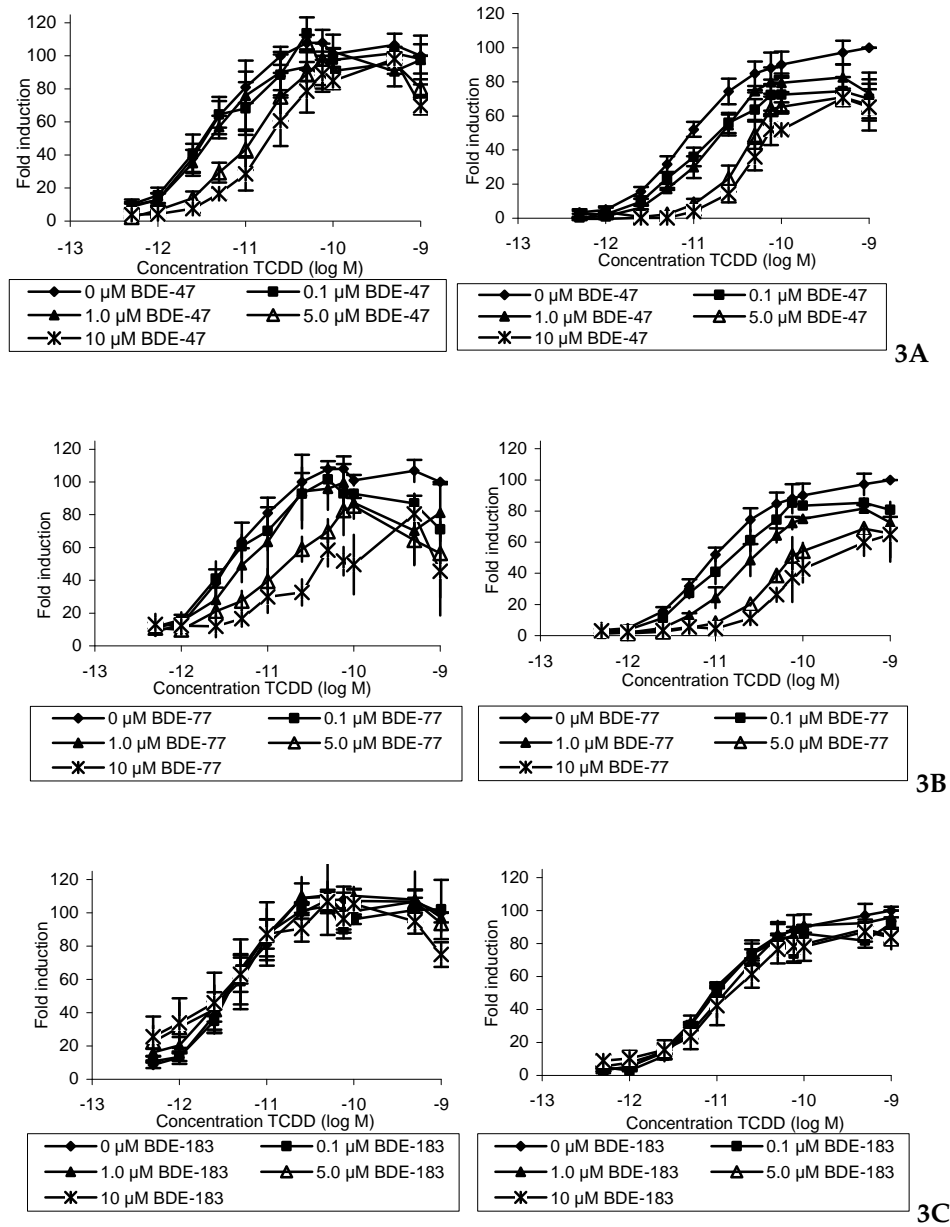 120
100
80
60
40
20
0
Fold induction
-13 -12 -11 -10 -9
Concentration TCDD (log M)
0 µM BDE-47 0.1 µM BDE-47
1.0 µM BDE-47 5.0 µM BDE-47
10 µM BDE-47
120
100
80
60
40
20
0
Fold induction
-13 -12 -11 -10 -9
Concentration TCDD (log M)
0 µM BDE-47 0.1 µM BDE-47
1.0 µM BDE-47 5.0 µM BDE-47
10 µM BDE-47
3A
120
100
80
60
40
20
0
Fold induction
-13 -12 -11 -10 -9
Concentration TCDD (log M)
0 µM BDE-77 0.1 µM BDE-77
1.0 µM BDE-77 5.0 µM BDE-77
10 µM BDE-77
120
100
80
60
40
20
0
Fold induction
-13 -12 -11 -10 -9
Concentration TCDD (log M)
0 µM BDE-77 0.1 µM BDE-77
1.0 µM BDE-77 5.0 µM BDE-77
10 µM BDE-77
3B
120
100
80
60
40
20
0
Fold induction
-13 -12 -11 -10 -9
Concentration TCDD (log M)
0 µM BDE-183 0.1 µM BDE-183
1.0 µM BDE-183 5.0 µM BDE-183
10 µM BDE-183
120
100
80
60
40
20
0
Fold induction
-13 -12 -11 -10 -9
Concentration TCDD (log M)
0 µM BDE-183 0.1 µM BDE-183
1.0 µM BDE-183 5.0 µM BDE-183
10 µM BDE-183
3C